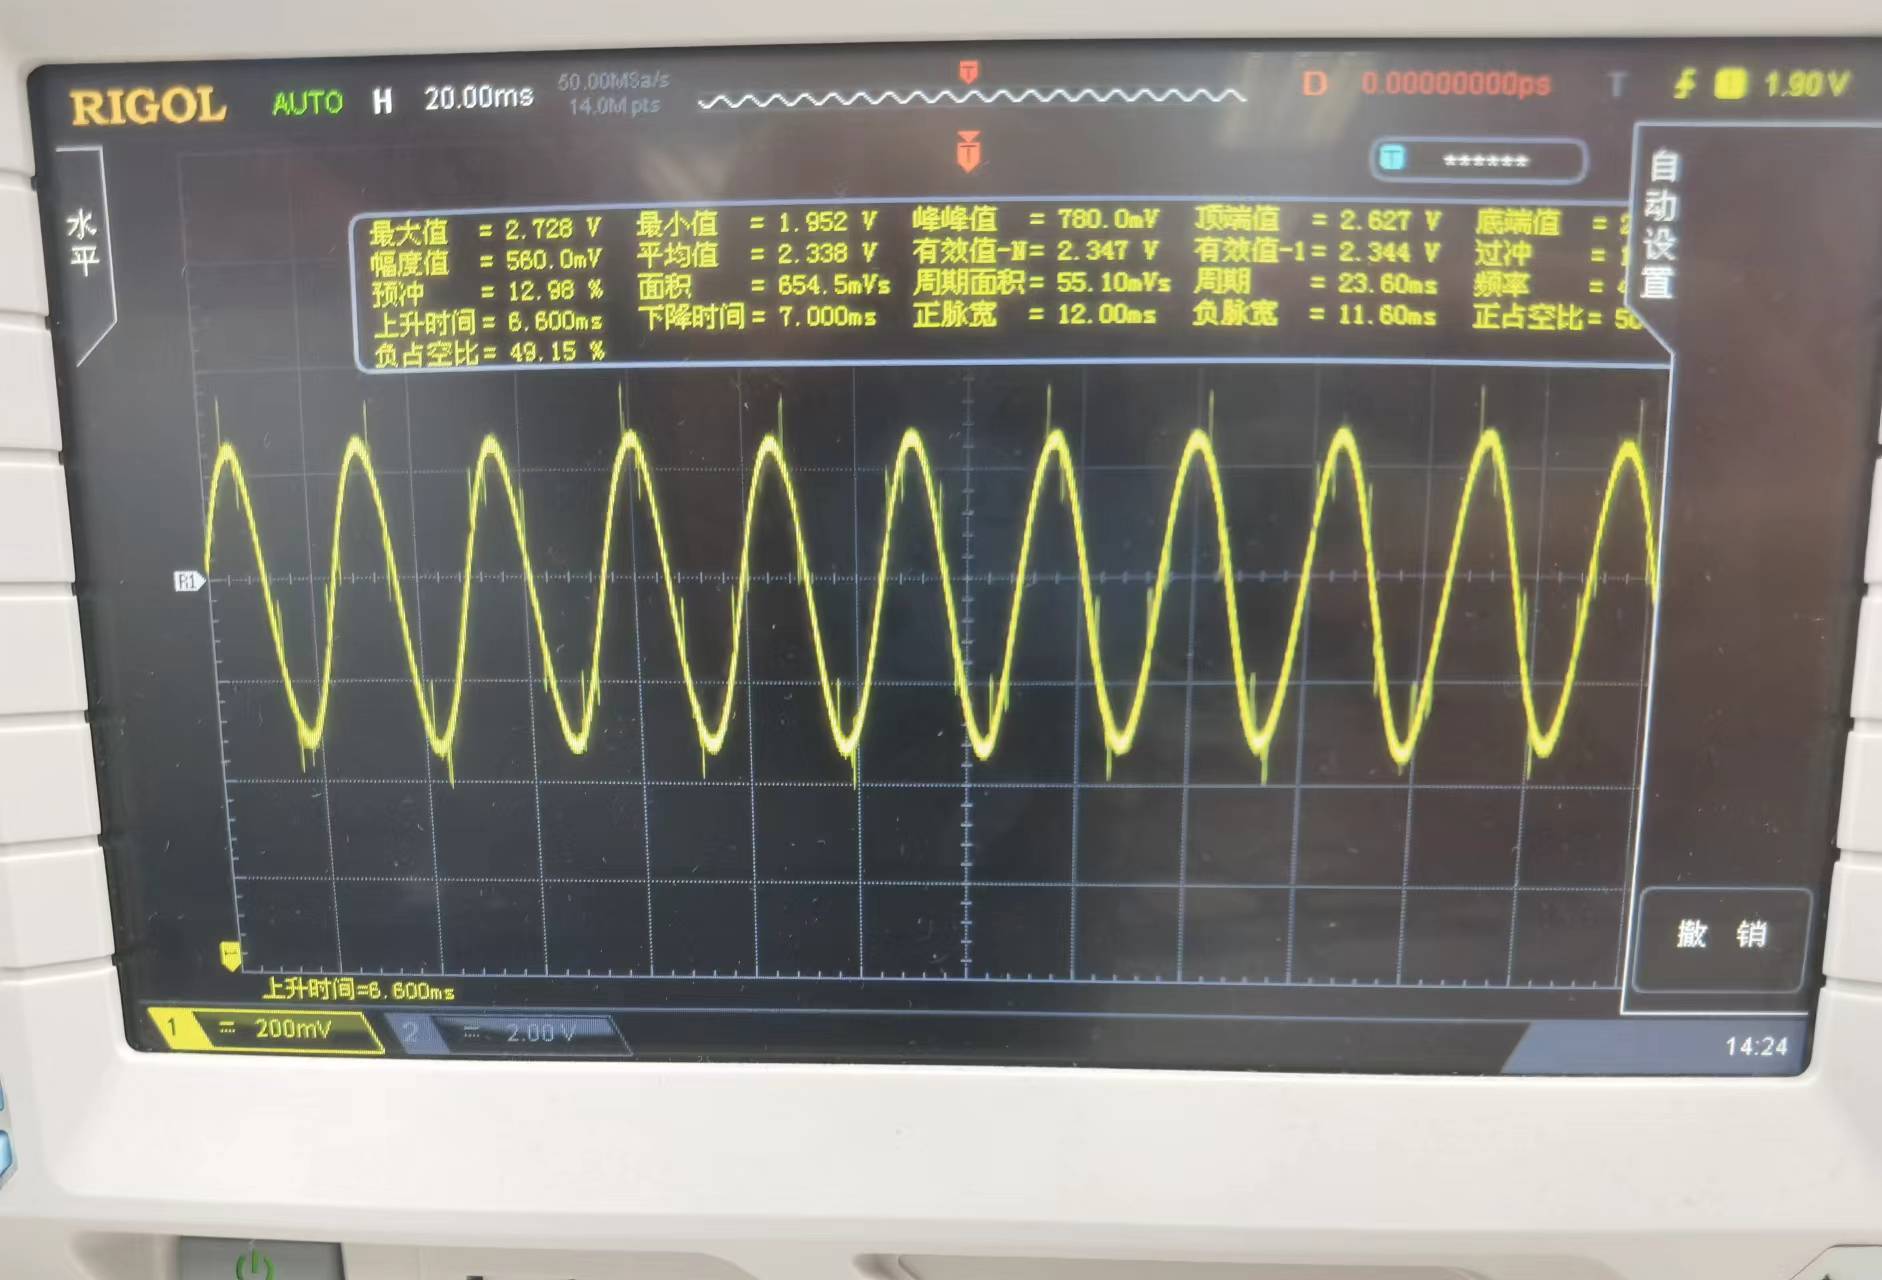 RIGOL AUTO H 20.00ms 50.00MSa/s 14.0M pts D 0.00000000ps T 1 1.90 V
T
T ******
水平
自动设置
最大值 = 2.728 V 最小值 = 1.952 V 峰峰值 = 780.0mV 顶端值 = 2.627 V 底端值 = 2
幅度值 = 560.0mV 平均值 = 2.338 V 有效值-N= 2.347 V 有效值-1= 2.344 V 过冲 =
预冲 = 12.98 % 面积 = 654.5mVs 周期面积= 55.10mVs 周期 = 23.60ms 频率 = 4
上升时间= 6.600ms 下降时间= 7.000ms 正脉宽 = 12.00ms 负脉宽 = 11.60ms 正占空比= 50
负占空比= 49.15 %
R1
撤 销
上升时间=6.600ms
1 200mV 2 2.00 V
14:24